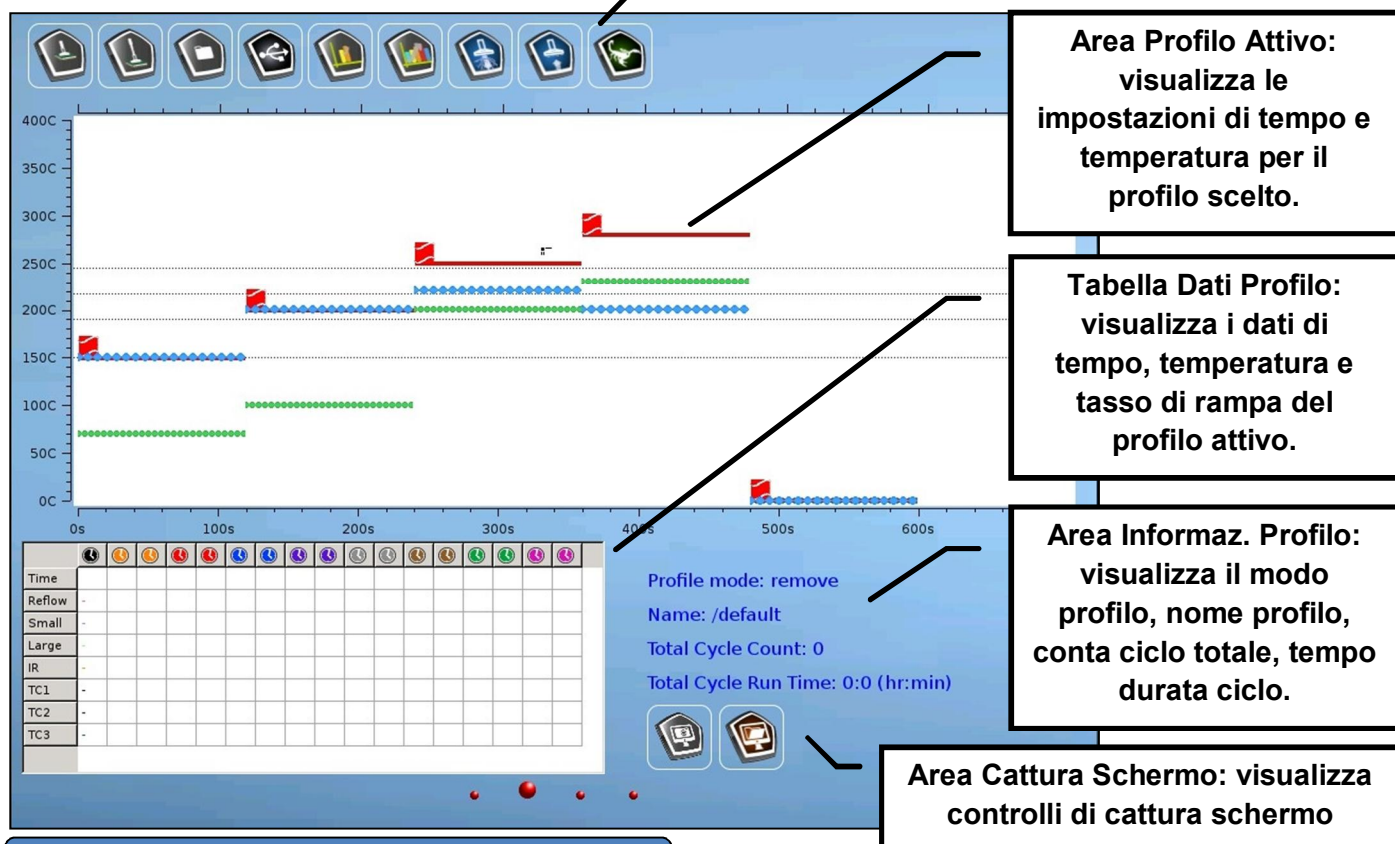 Area Profilo Attivo:
visualizza le
impostazioni di tempo e
temperatura per il
profilo scelto.
400C
350C
300C
250C
200C
150C
100C
50C
0C
0s
100s
200s
300s
400s
500s
600s
Tabella Dati Profilo:
visualizza i dati di
tempo, temperatura e
tasso di rampa del
profilo attivo.
Time
Reflow -
Small -
Large -
IR -
TC1 -
TC2 -
TC3 -
Profile mode: remove
Name: /default
Total Cycle Count: 0
Total Cycle Run Time: 0:0 (hr:min)
Area Informaz. Profilo:
visualizza il modo
profilo, nome profilo,
conta ciclo totale, tempo
durata ciclo.
Area Cattura Schermo: visualizza
controlli di cattura schermo